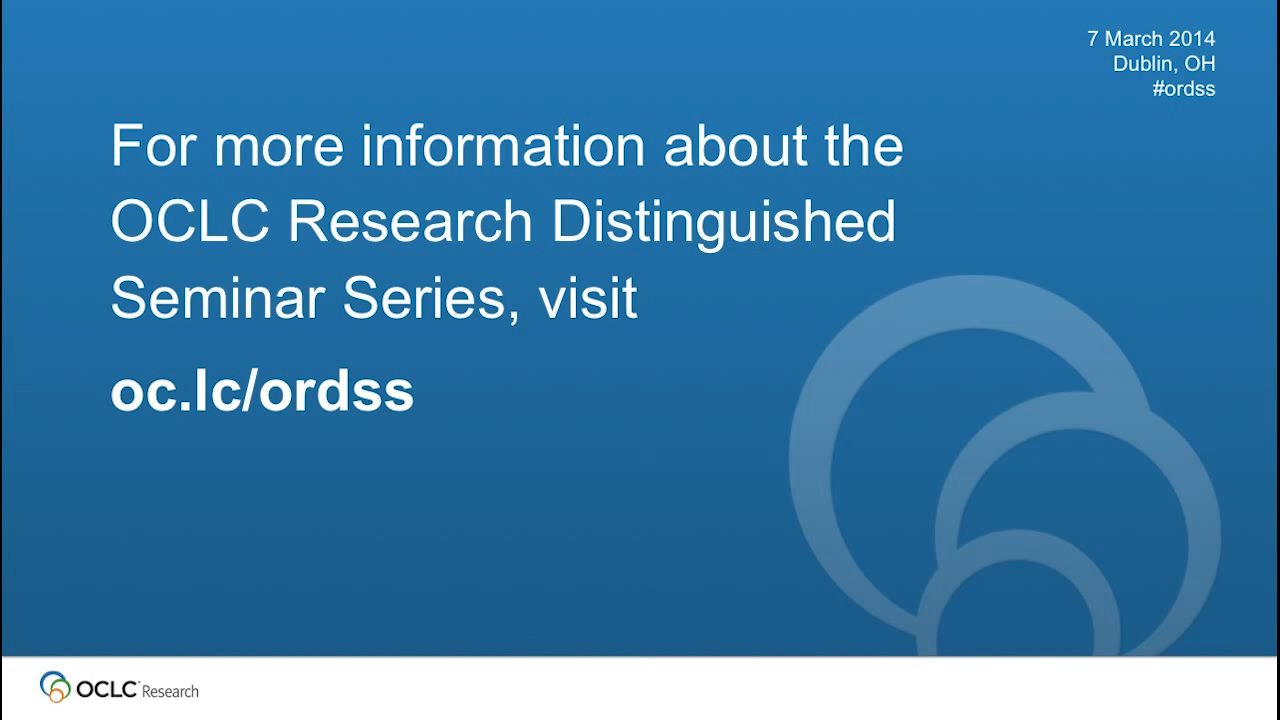 7 March 2014
Dublin, OH
#ordss
For more information about the
OCLC Research Distinguished
Seminar Series, visit
oc.lc/ordss
OCLC Research